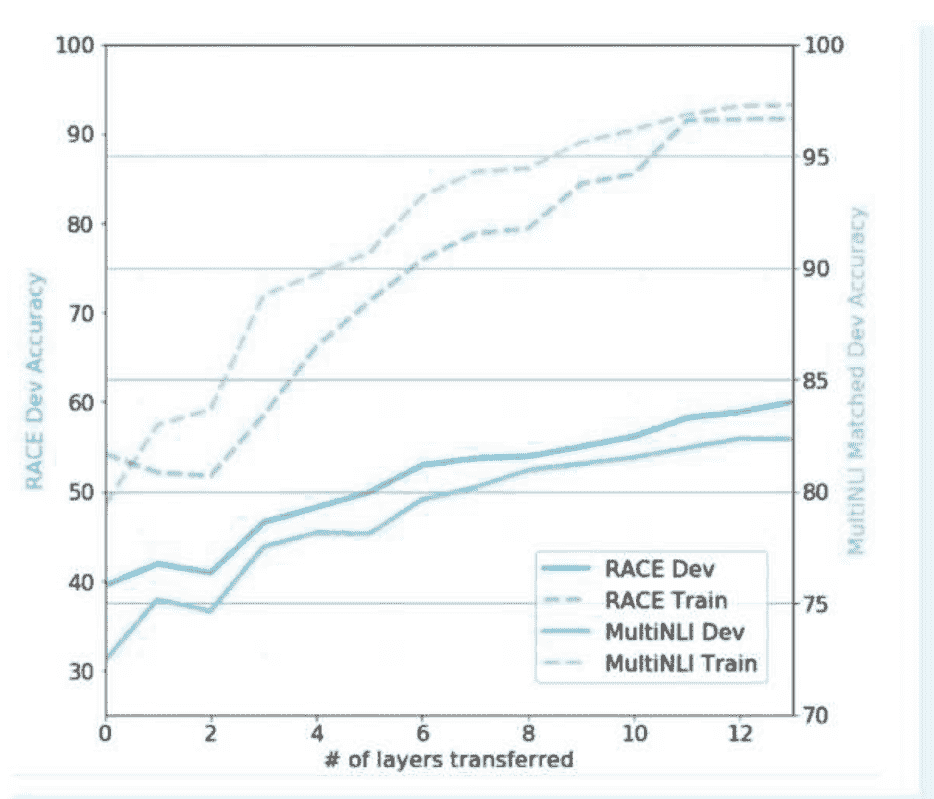 100
90
80
70
60
50
40
30
RACE Dev Accuracy
100
95
90
85
80
75
70
MultiNLI Matched Dev Accuracy
RACE Dev
RACE Train
MultiNLI Dev
MultiNLI Train
0 2 4 6 8 10 12
# of layers transferred